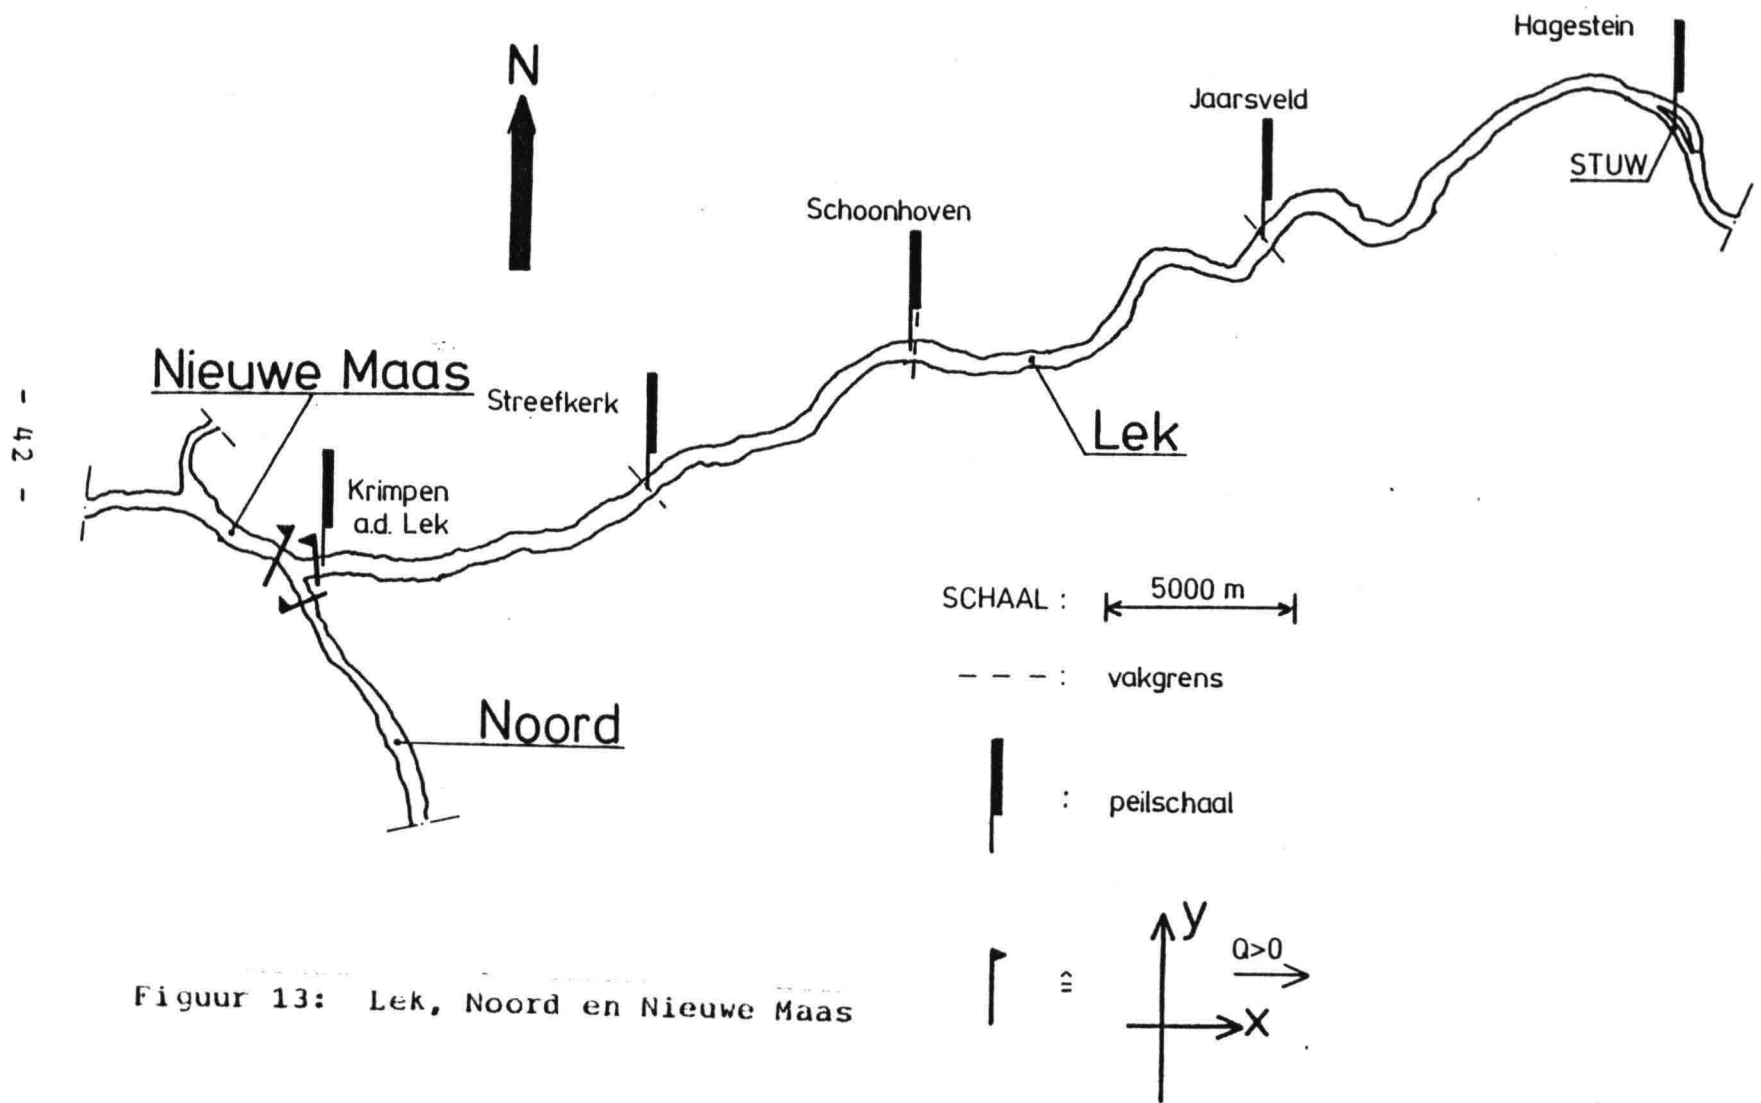 N
Hagestein
Jaarsveld
STUW
Schoonhoven
Nieuwe Maas
Streefkerk
Lek
Krimpen
a.d. Lek
- 42 -
SCHAAL : 5000 m
- - - : vakgrens
Noord
: peilschaal
y
Q>0
≙
x
Figuur 13: Lek, Noord en Nieuwe Maas